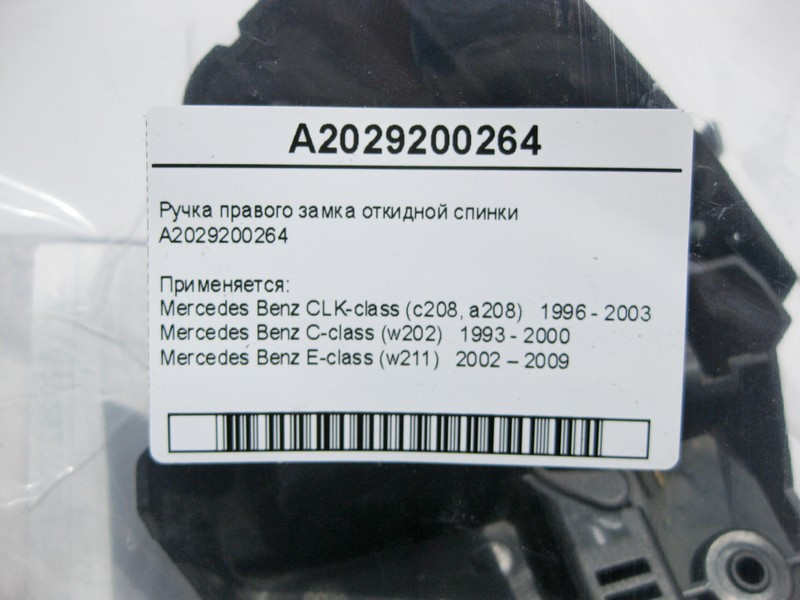 A2029200264
Ручка правого замка откидной спинки
A2029200264
Применяется:
Mercedes Benz CLK-class (c208, a208) 1996 - 2003
Mercedes Benz C-class (w202) 1993 - 2000
Mercedes Benz E-class (w211) 2002 – 2009